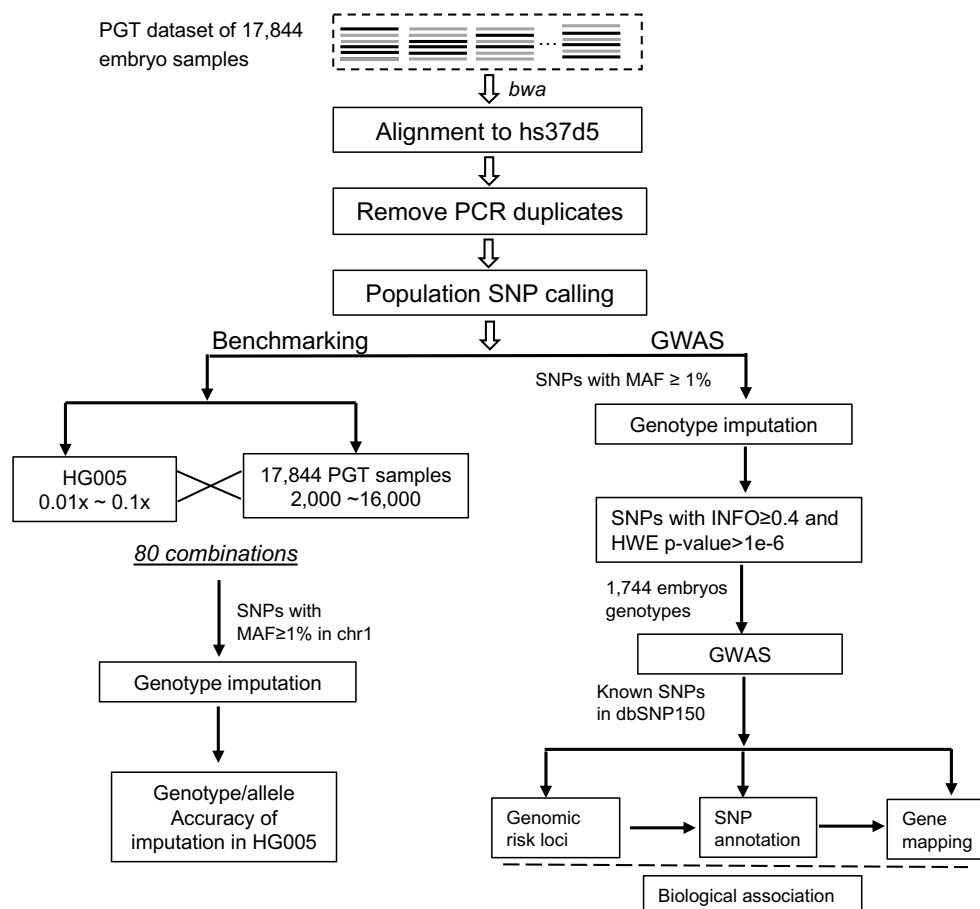 PGT dataset of 17,844
embryo samples
...
bwa
Alignment to hs37d5
Remove PCR duplicates
Population SNP calling
Benchmarking
GWAS
SNPs with MAF ≥ 1%
Genotype imputation
HG005
0.01x ~ 0.1x
17,844 PGT samples
2,000 ~16,000
80 combinations
SNPs with
MAF≥1% in chr1
Genotype imputation
Genotype/allele
Accuracy of
imputation in HG005
SNPs with INFO≥0.4 and
HWE p-value>1e-6
1,744 embryos
genotypes
GWAS
Known SNPs
in dbSNP150
Genomic
risk loci
SNP
annotation
Gene
mapping
Biological association